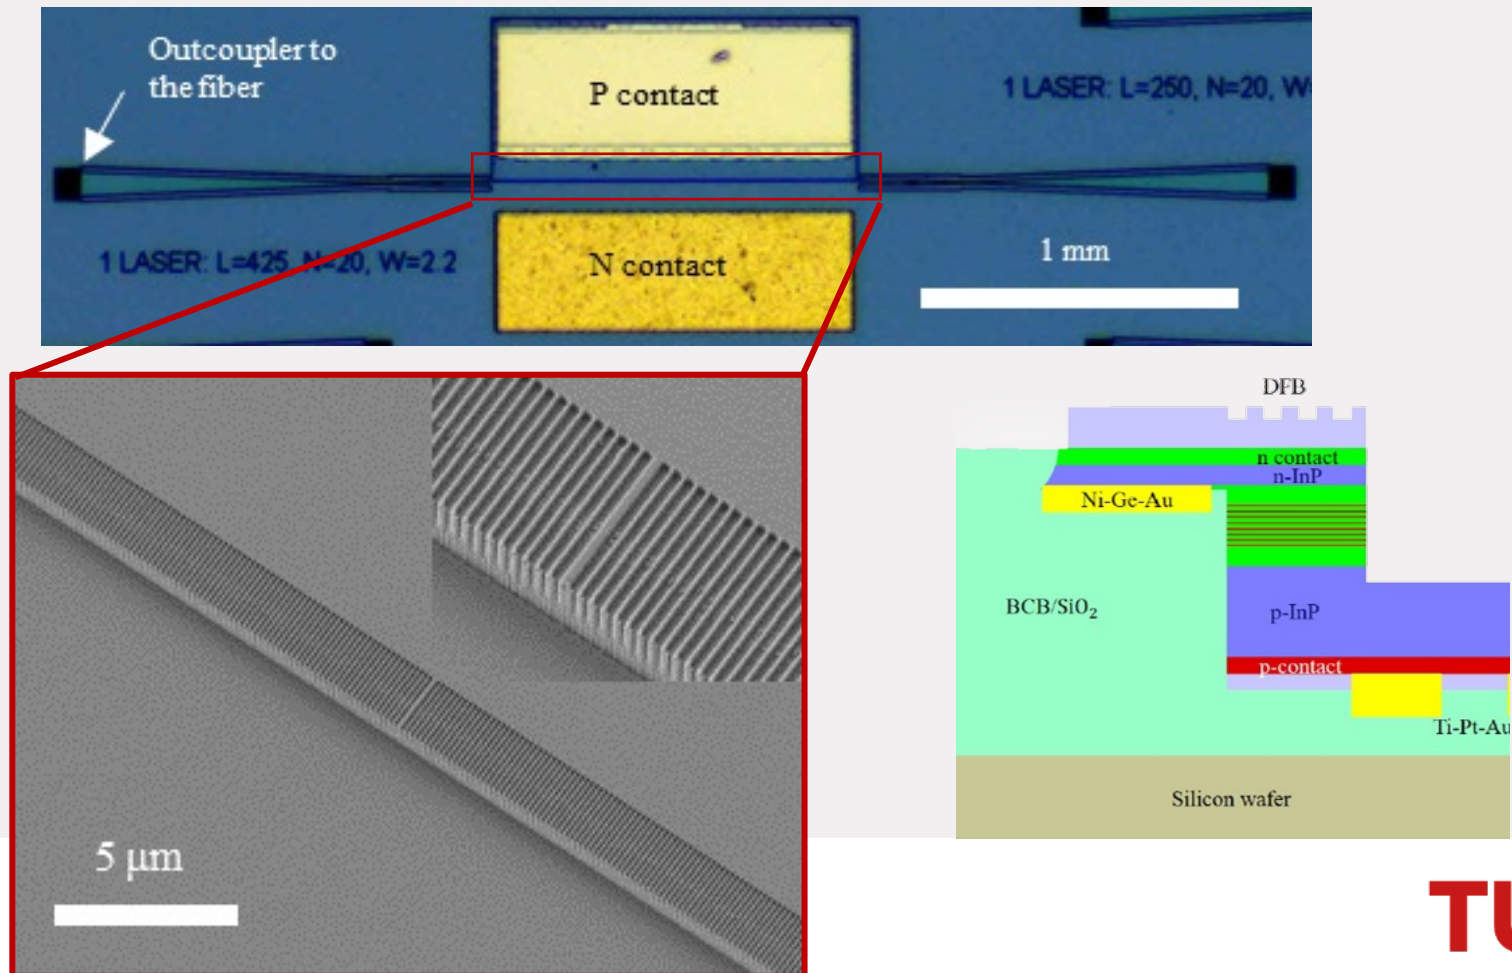 Outcoupler to
the fiber
P contact
1 LASER: L=250, N=20, W
1 LASER: L=425, N=20, W=2.2
N contact
1 mm
5 μm
DFB
n contact
n-InP
Ni-Ge-Au
BCB/SiO₂
p-InP
p-contact
Ti-Pt-Au
Silicon wafer
TU